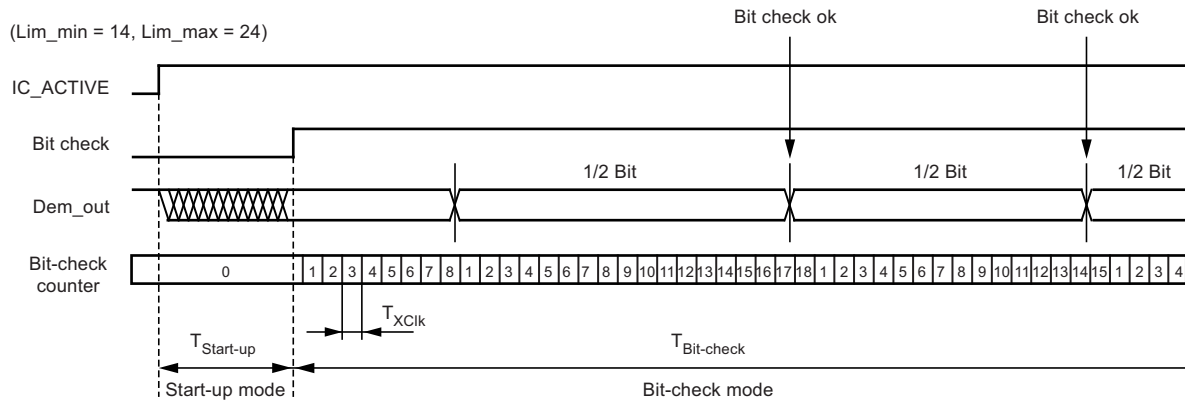 Bit check ok Bit check ok
(Lim_min = 14, Lim_max = 24)
IC_ACTIVE
Bit check
1/2 Bit 1/2 Bit 1/2 Bit
Dem_out
Bit-check
counter
0 1 2 3 4 5 6 7 8 1 2 3 4 5 6 7 8 9 10 11 12 13 14 15 16 17 18 1 2 3 4 5 6 7 8 9 10 11 12 13 14 15 1 2 3 4
TXClk
TStart-up TBit-check
Start-up mode Bit-check mode